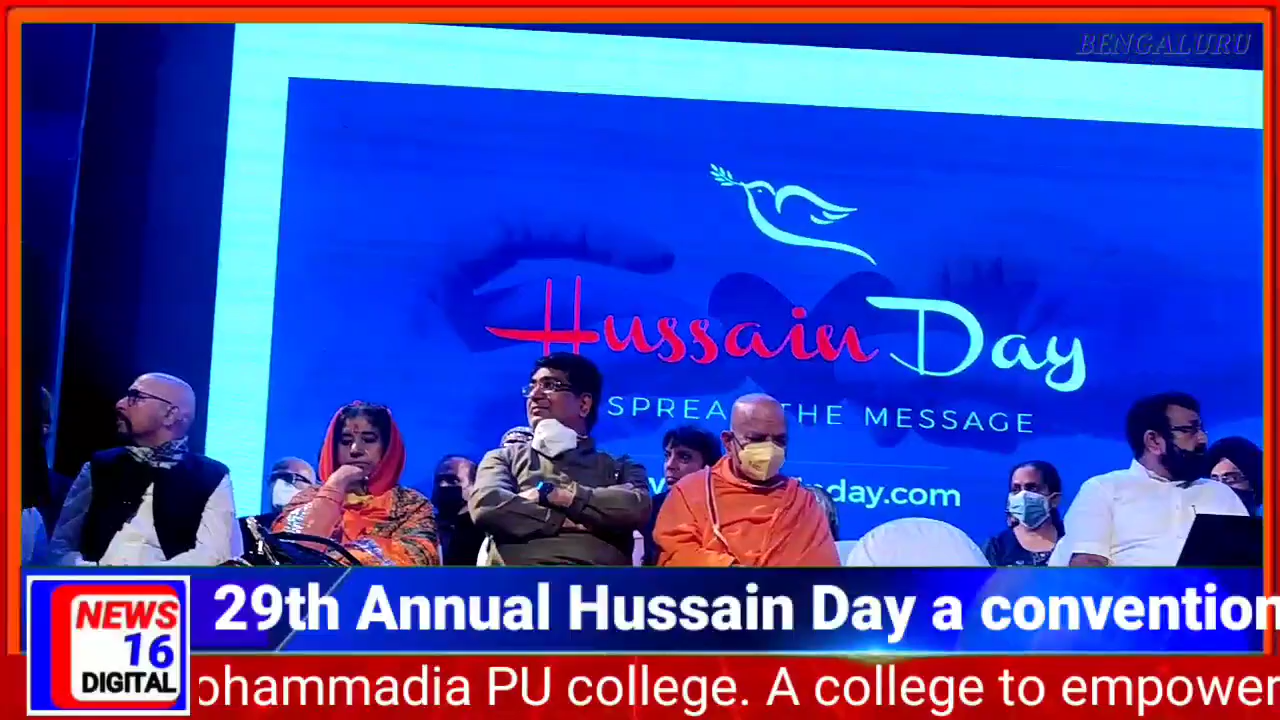 BENGALURU
Hussain Day
SPREA THE MESSAGE
day.com
NEWS
16
DIGITAL
29th Annual Hussain Day a convention
ohammadia PU college. A college to empower